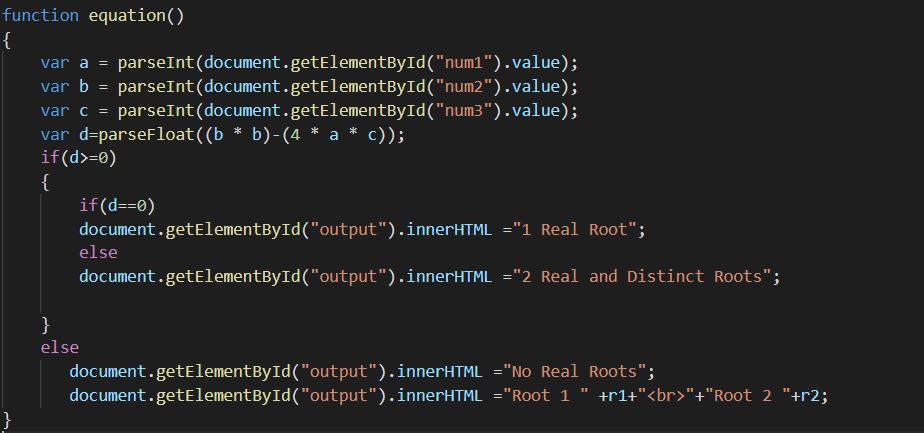 function equation()
{
    var a = parseInt(document.getElementById("num1").value);
    var b = parseInt(document.getElementById("num2").value);
    var c = parseInt(document.getElementById("num3").value);
    var d=parseFloat((b * b)-(4 * a * c));
    if(d>=0)
    {
        if(d==0)
        document.getElementById("output").innerHTML ="1 Real Root";
        else
        document.getElementById("output").innerHTML ="2 Real and Distinct Roots";
    }
    else
       document.getElementById("output").innerHTML ="No Real Roots";
       document.getElementById("output").innerHTML ="Root 1 " +r1+"<br>"+"Root 2 "+r2;
}